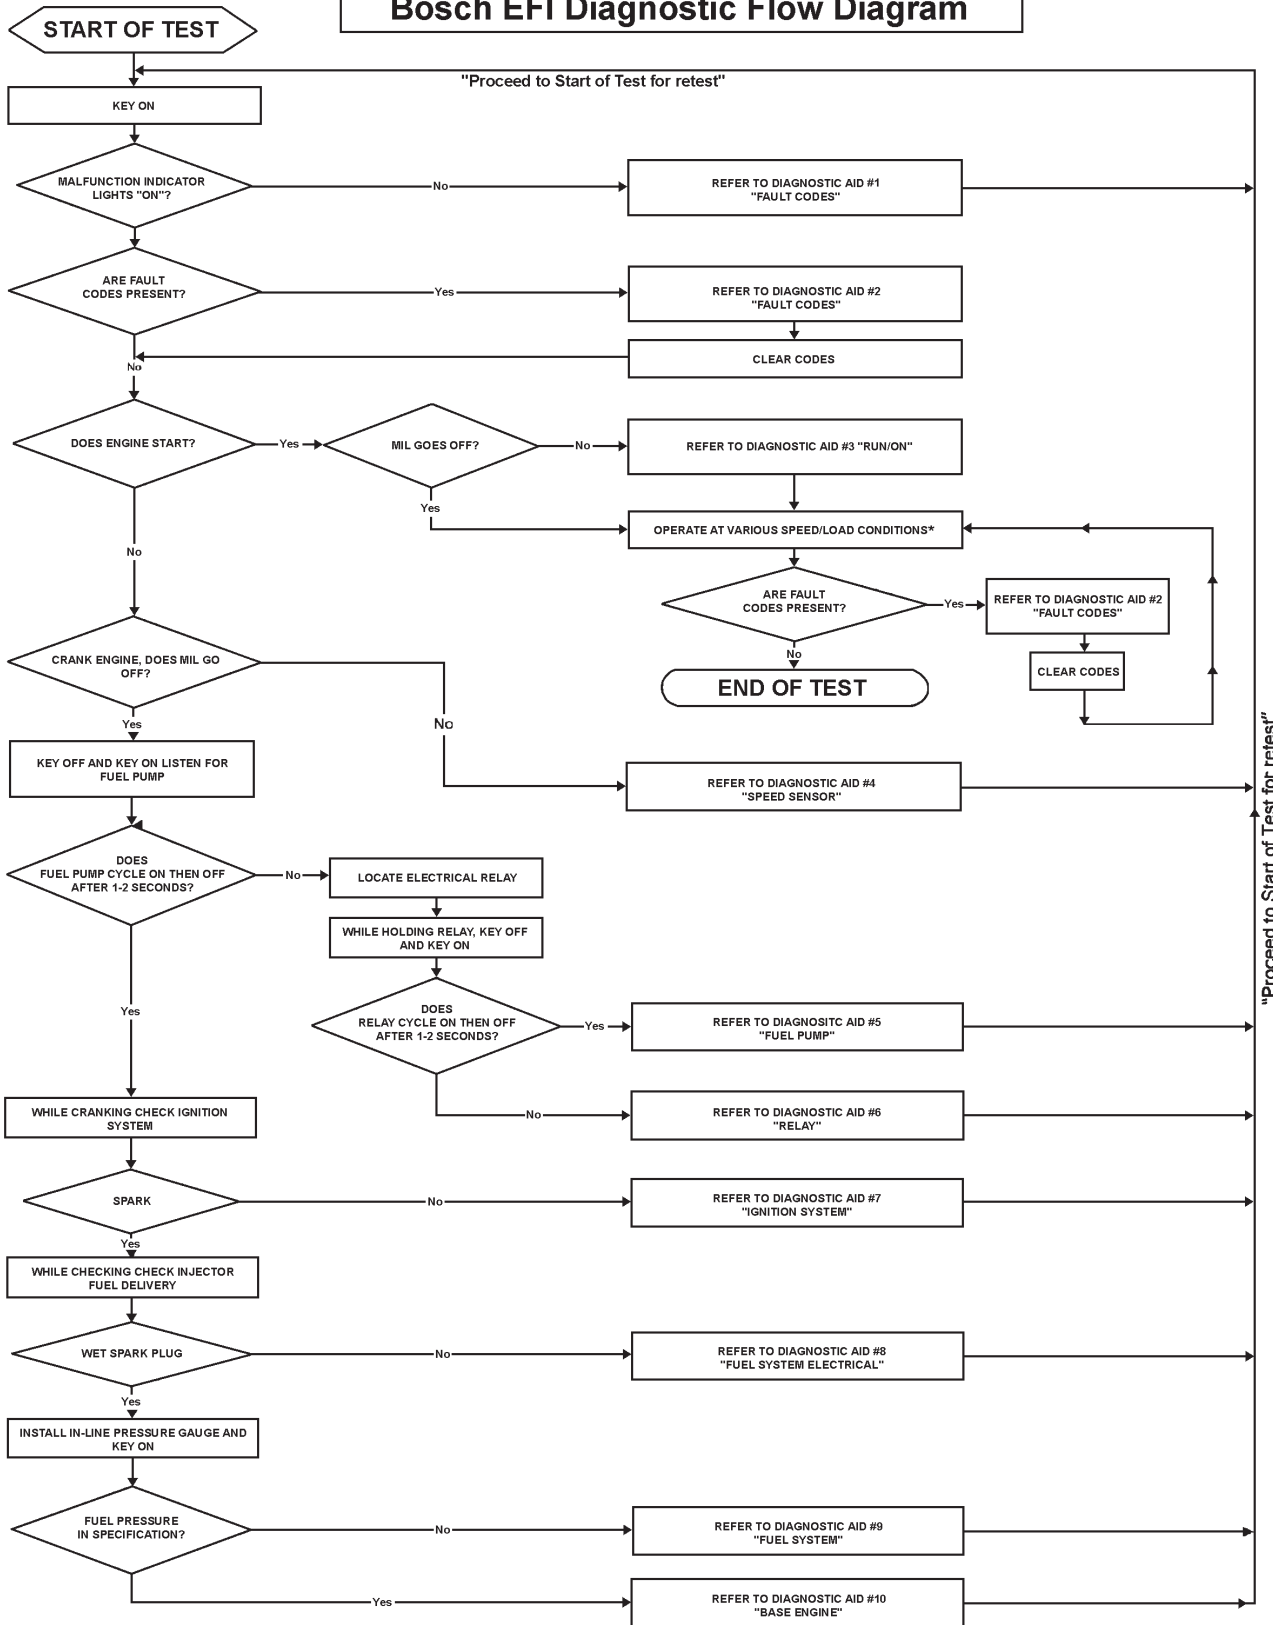 Bosch EFI Diagnostic Flow Diagram
START OF TEST
"Proceed to Start of Test for retest"
KEY ON
MALFUNCTION INDICATOR
LIGHTS "ON"?
No
REFER TO DIAGNOSTIC AID #1
"FAULT CODES"
ARE FAULT
CODES PRESENT?
Yes
REFER TO DIAGNOSTIC AID #2
"FAULT CODES"
CLEAR CODES
No
DOES ENGINE START?
Yes
MIL GOES OFF?
No
REFER TO DIAGNOSTIC AID #3 "RUN/ON"
Yes
OPERATE AT VARIOUS SPEED/LOAD CONDITIONS*
No
ARE FAULT
CODES PRESENT?
Yes
REFER TO DIAGNOSTIC AID #2
"FAULT CODES"
No
CLEAR CODES
END OF TEST
CRANK ENGINE, DOES MIL GO
OFF?
No
Yes
KEY OFF AND KEY ON LISTEN FOR
FUEL PUMP
REFER TO DIAGNOSTIC AID #4
"SPEED SENSOR"
"Proceed to Start of Test for retest"
DOES
FUEL PUMP CYCLE ON THEN OFF
AFTER 1-2 SECONDS?
No
LOCATE ELECTRICAL RELAY
WHILE HOLDING RELAY, KEY OFF
AND KEY ON
Yes
DOES
RELAY CYCLE ON THEN OFF
AFTER 1-2 SECONDS?
Yes
REFER TO DIAGNOSITC AID #5
"FUEL PUMP"
No
REFER TO DIAGNOSTIC AID #6
"RELAY"
WHILE CRANKING CHECK IGNITION
SYSTEM
SPARK
No
REFER TO DIAGNOSTIC AID #7
"IGNITION SYSTEM"
Yes
WHILE CHECKING CHECK INJECTOR
FUEL DELIVERY
WET SPARK PLUG
No
REFER TO DIAGNOSTIC AID #8
"FUEL SYSTEM ELECTRICAL"
Yes
INSTALL IN-LINE PRESSURE GAUGE AND
KEY ON
FUEL PRESSURE
IN SPECIFICATION?
No
REFER TO DIAGNOSTIC AID #9
"FUEL SYSTEM"
Yes
REFER TO DIAGNOSTIC AID #10
"BASE ENGINE"